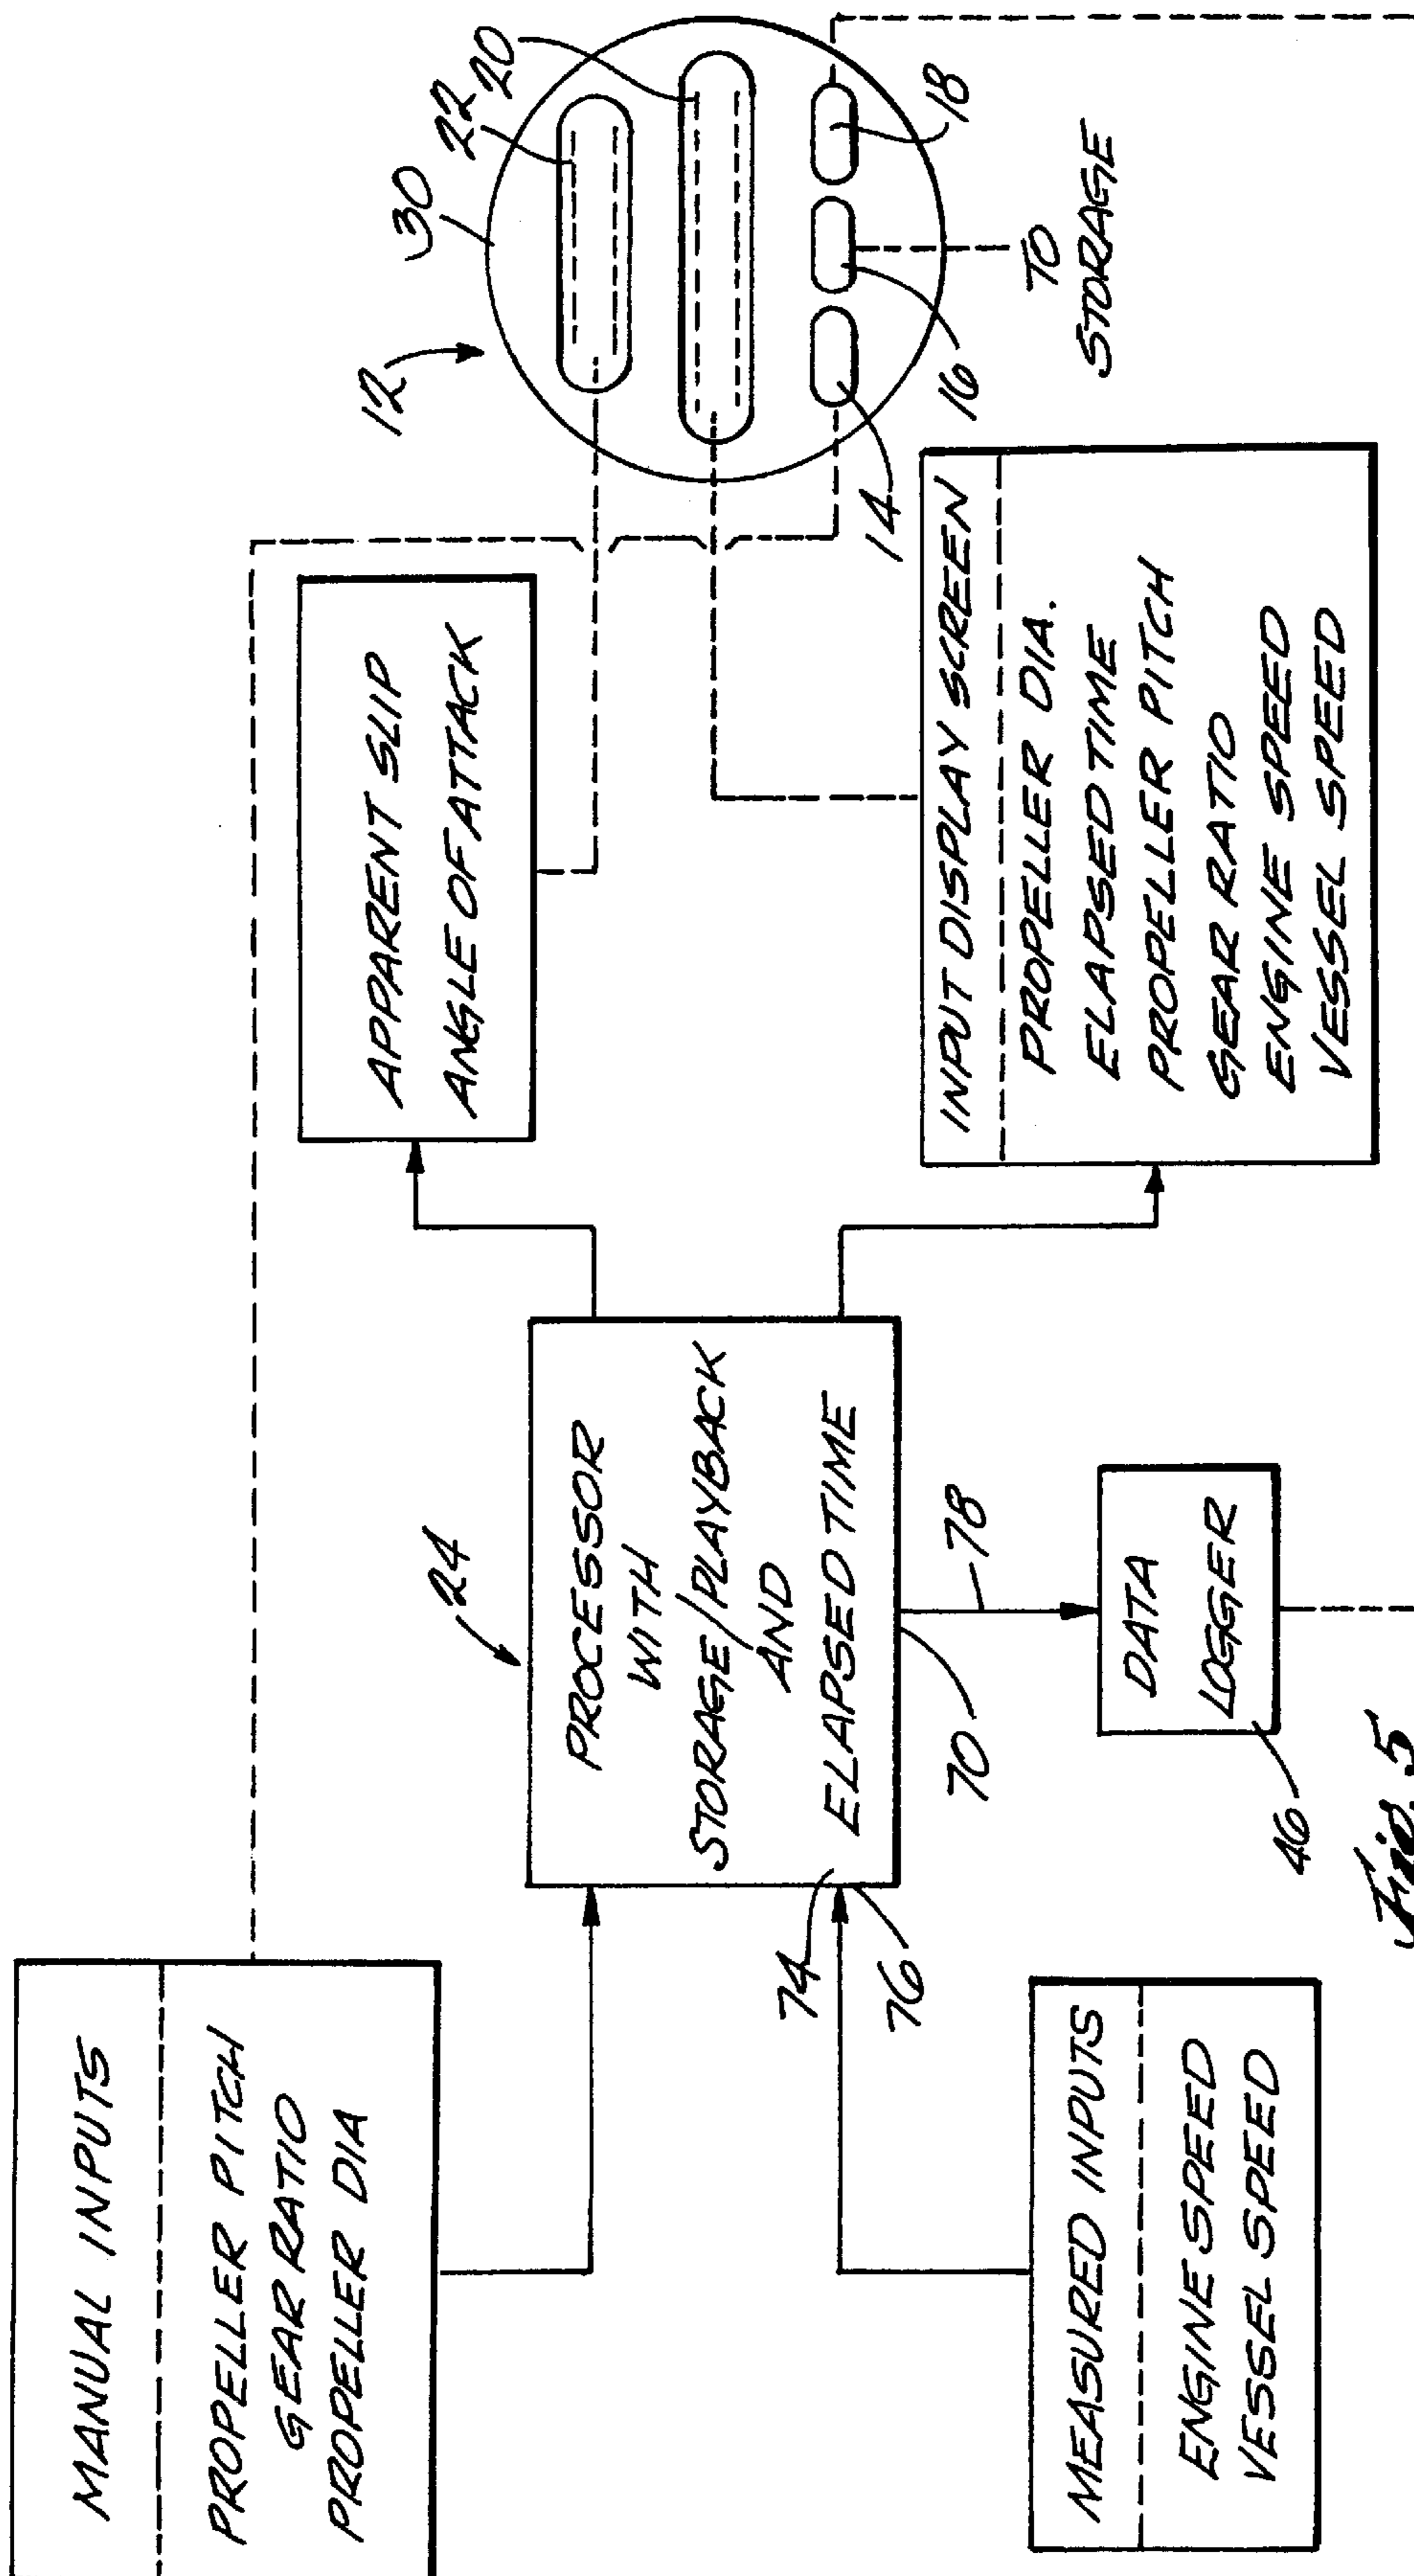 MANUAL INPUTS
PROPELLER PITCH
GEAR RATIO
PROPELLER DIA
MEASURED INPUTS
ENGINE SPEED
VESSEL SPEED
24
PROCESSOR
WITH
STORAGE/PLAYBACK
AND
ELAPSED TIME
74
76
70
78
DATA
LOGGER
46
APPARENT SLIP
ANGLE OF ATTACK
INPUT DISPLAY SCREEN
PROPELLER DIA.
ELAPSED TIME
PROPELLER PITCH
GEAR RATIO
ENGINE SPEED
VESSEL SPEED
12
30
22
20
14
16
18
TO
STORAGE
Fig. 5